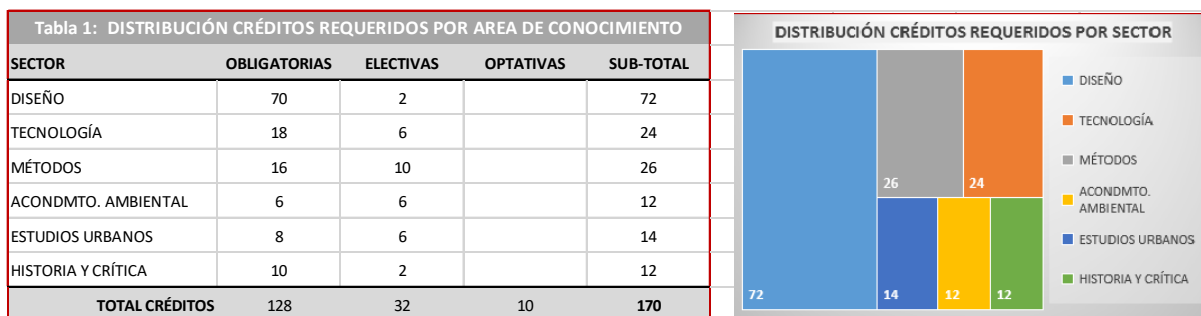 Tabla 1: DISTRIBUCIÓN CRÉDITOS REQUERIDOS POR AREA DE CONOCIMIENTO
SECTOR OBLIGATORIAS ELECTIVAS OPTATIVAS SUB-TOTAL
DISEÑO 70 2 72
TECNOLOGÍA 18 6 24
MÉTODOS 16 10 26
ACONDMTO. AMBIENTAL 6 6 12
ESTUDIOS URBANOS 8 6 14
HISTORIA Y CRÍTICA 10 2 12
TOTAL CRÉDITOS 128 32 10 170
DISTRIBUCIÓN CRÉDITOS REQUERIDOS POR SECTOR
26 24
72 14 12 12
DISEÑO
TECNOLOGÍA
MÉTODOS
ACONDMTO.
AMBIENTAL
ESTUDIOS URBANOS
HISTORIA Y CRÍTICA